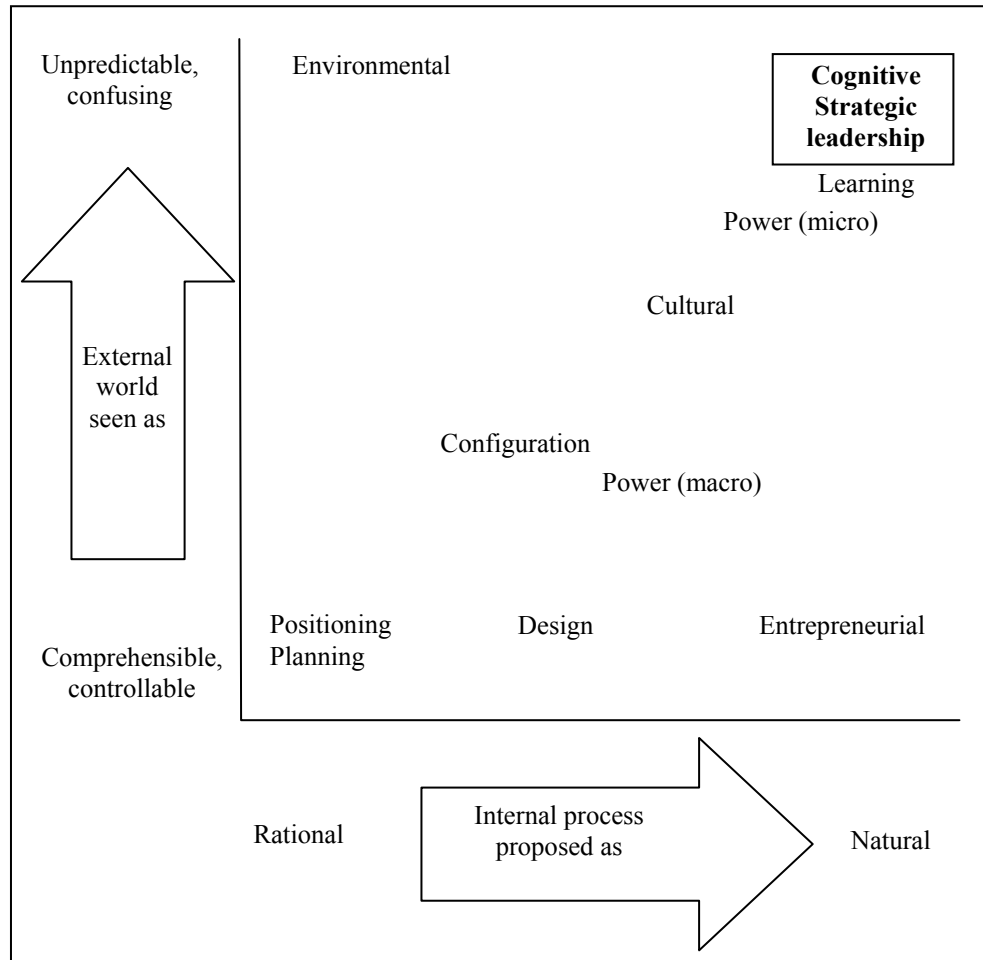 Unpredictable,
confusing
Environmental
Cognitive
Strategic
leadership
Learning
Power (micro)
Cultural
External
world
seen as
Configuration
Power (macro)
Positioning
Planning
Design
Entrepreneurial
Comprehensible,
controllable
Rational
Internal process
proposed as
Natural